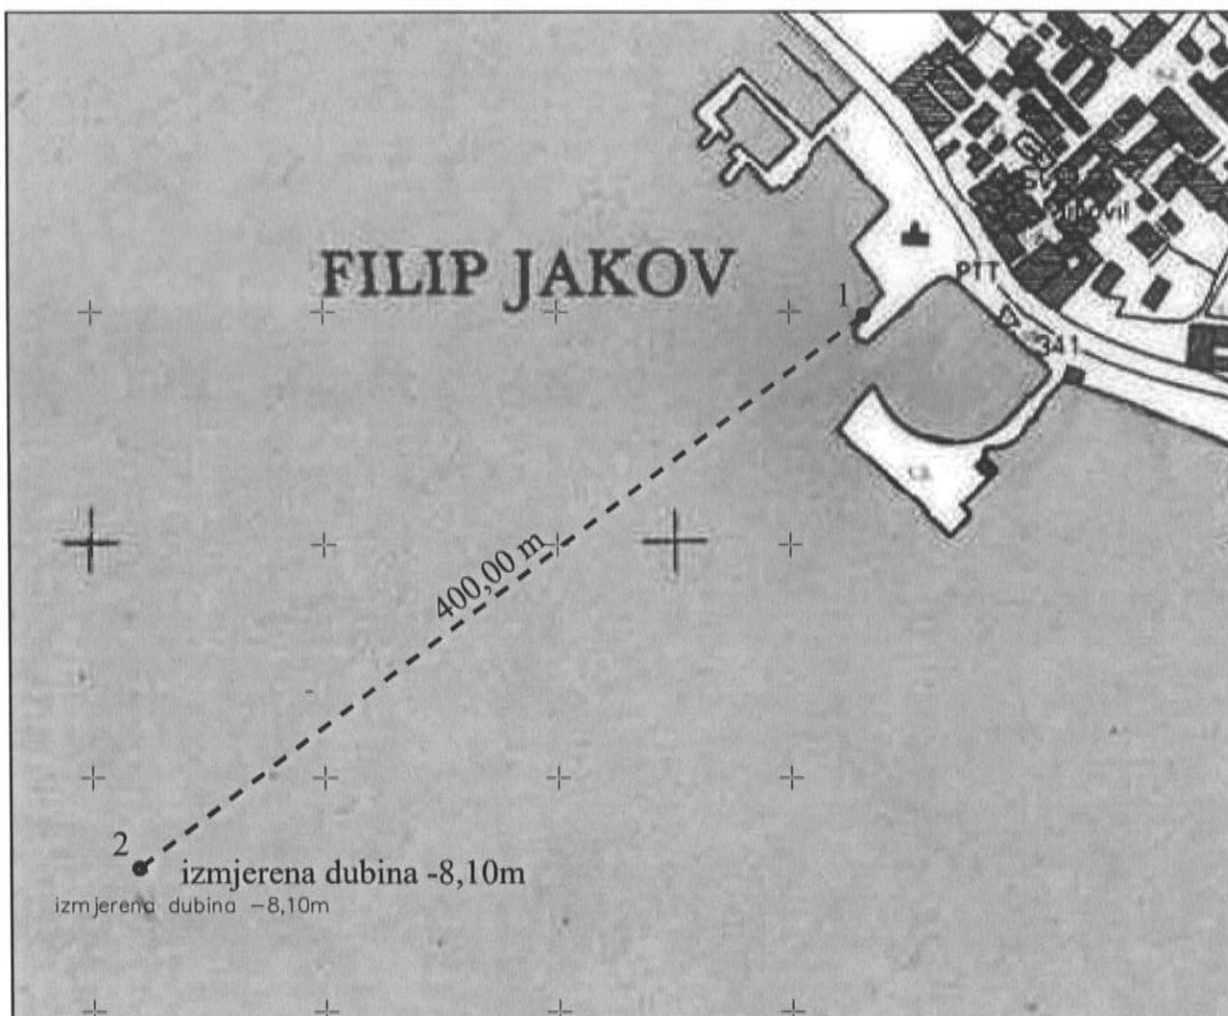 FILIP JAKOV
1
PTT
341
400,00 m
2
izmjerena dubina -8,10m
izmjerena dubina -8,10m